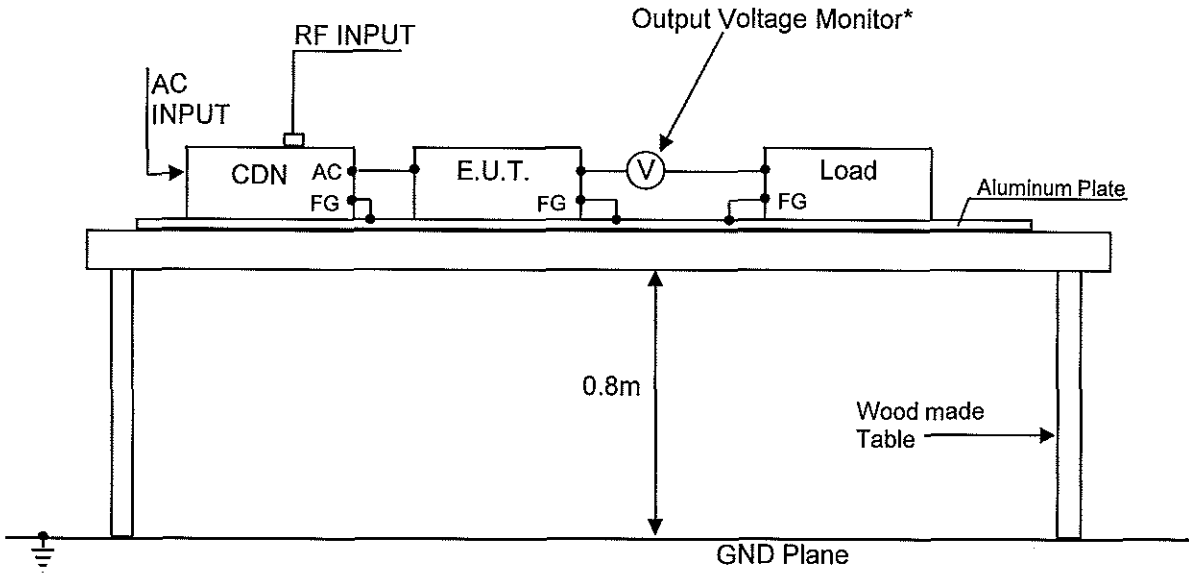 Output Voltage Monitor*
RF INPUT
AC
INPUT
CDN
AC
FG
E.U.T.
FG
V
Load
FG
Aluminum Plate
0.8m
Wood made
Table
GND Plane